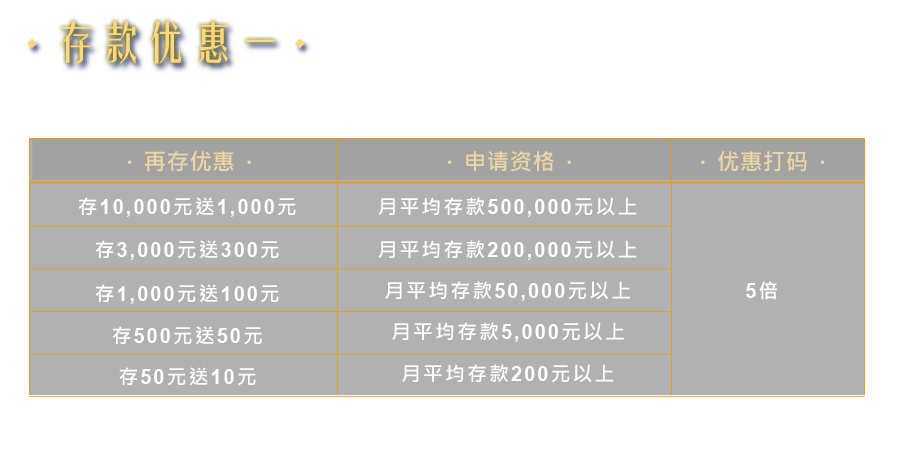 · 存款优惠一 ·
· 再存优惠 · · 申请资格 · · 优惠打码 ·
存10,000元送1,000元 月平均存款500,000元以上
存3,000元送300元 月平均存款200,000元以上
存1,000元送100元 月平均存款50,000元以上 5倍
存500元送50元 月平均存款5,000元以上
存50元送10元 月平均存款200元以上